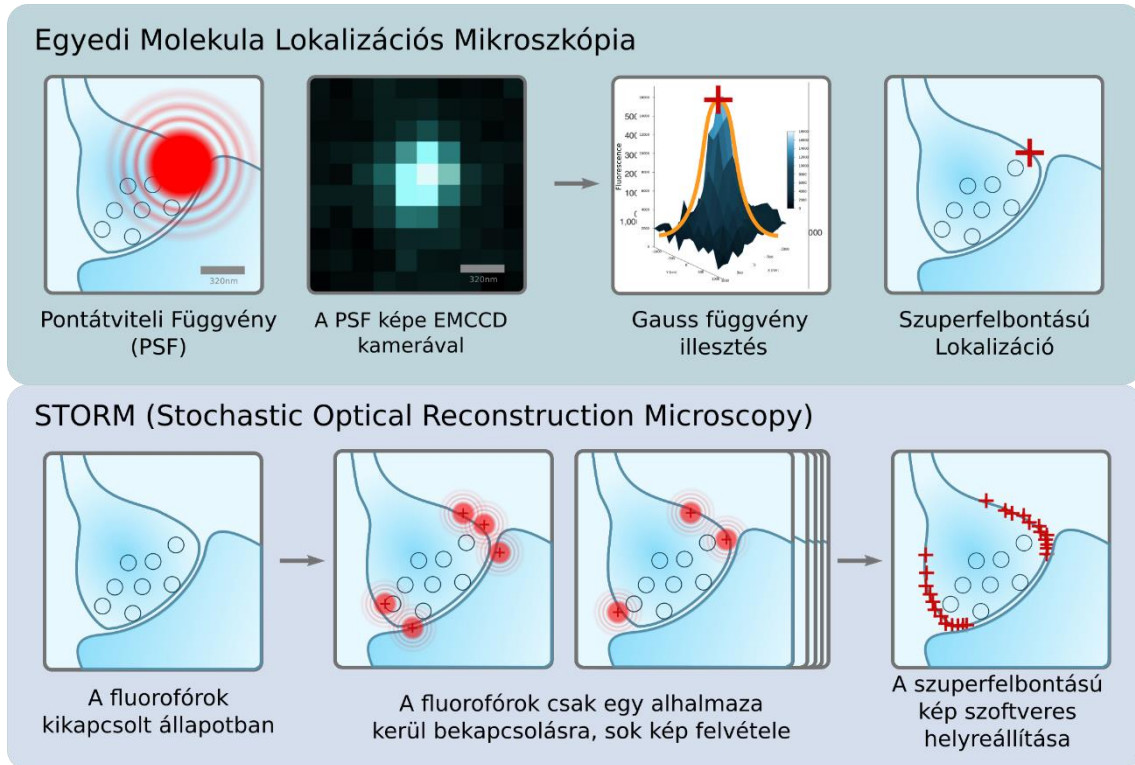 Egyedi Molekula Lokalizációs Mikroszkópia
320nm
320nm
Fluorescence
Pontátviteli Függvény
(PSF)
A PSF képe EMCCD
kamerával
Gauss függvény
illesztés
Szuperfelbontású
Lokalizáció
STORM (Stochastic Optical Reconstruction Microscopy)
A fluorofórok
kikapcsolt állapotban
A fluorofórok csak egy alhalmaza
kerül bekapcsolásra, sok kép felvétele
A szuperfelbontású
kép szoftveres
helyreállítása